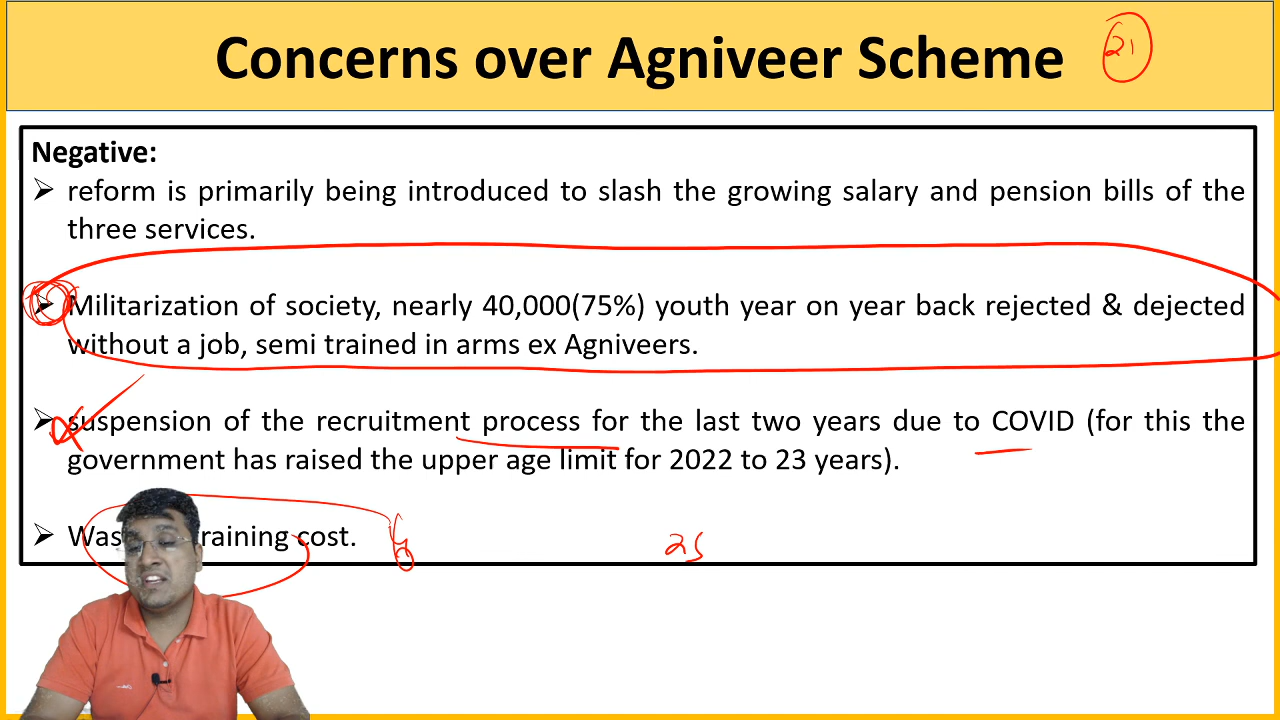 Concerns over Agniveer Scheme
21
Negative:
➢ reform is primarily being introduced to slash the growing salary and pension bills of the
three services.
➢ Militarization of society, nearly 40,000(75%) youth year on year back rejected & dejected
without a job, semi trained in arms ex Agniveers.
➢ suspension of the recruitment process for the last two years due to COVID (for this the
government has raised the upper age limit for 2022 to 23 years).
➢ cost.